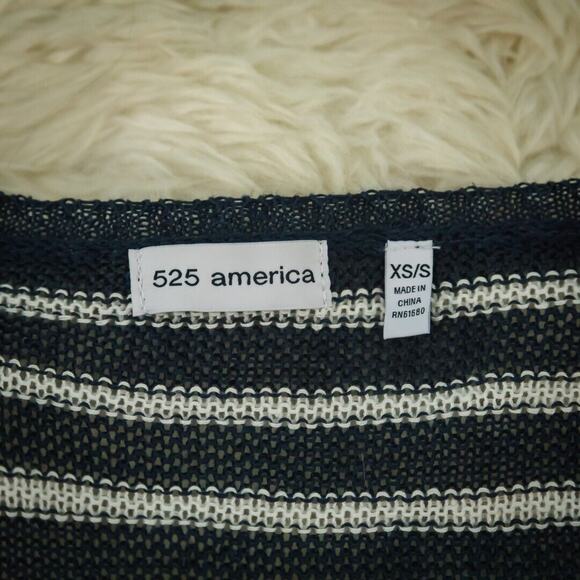 525 america
XS/S
MADE IN
CHINA
RN61680